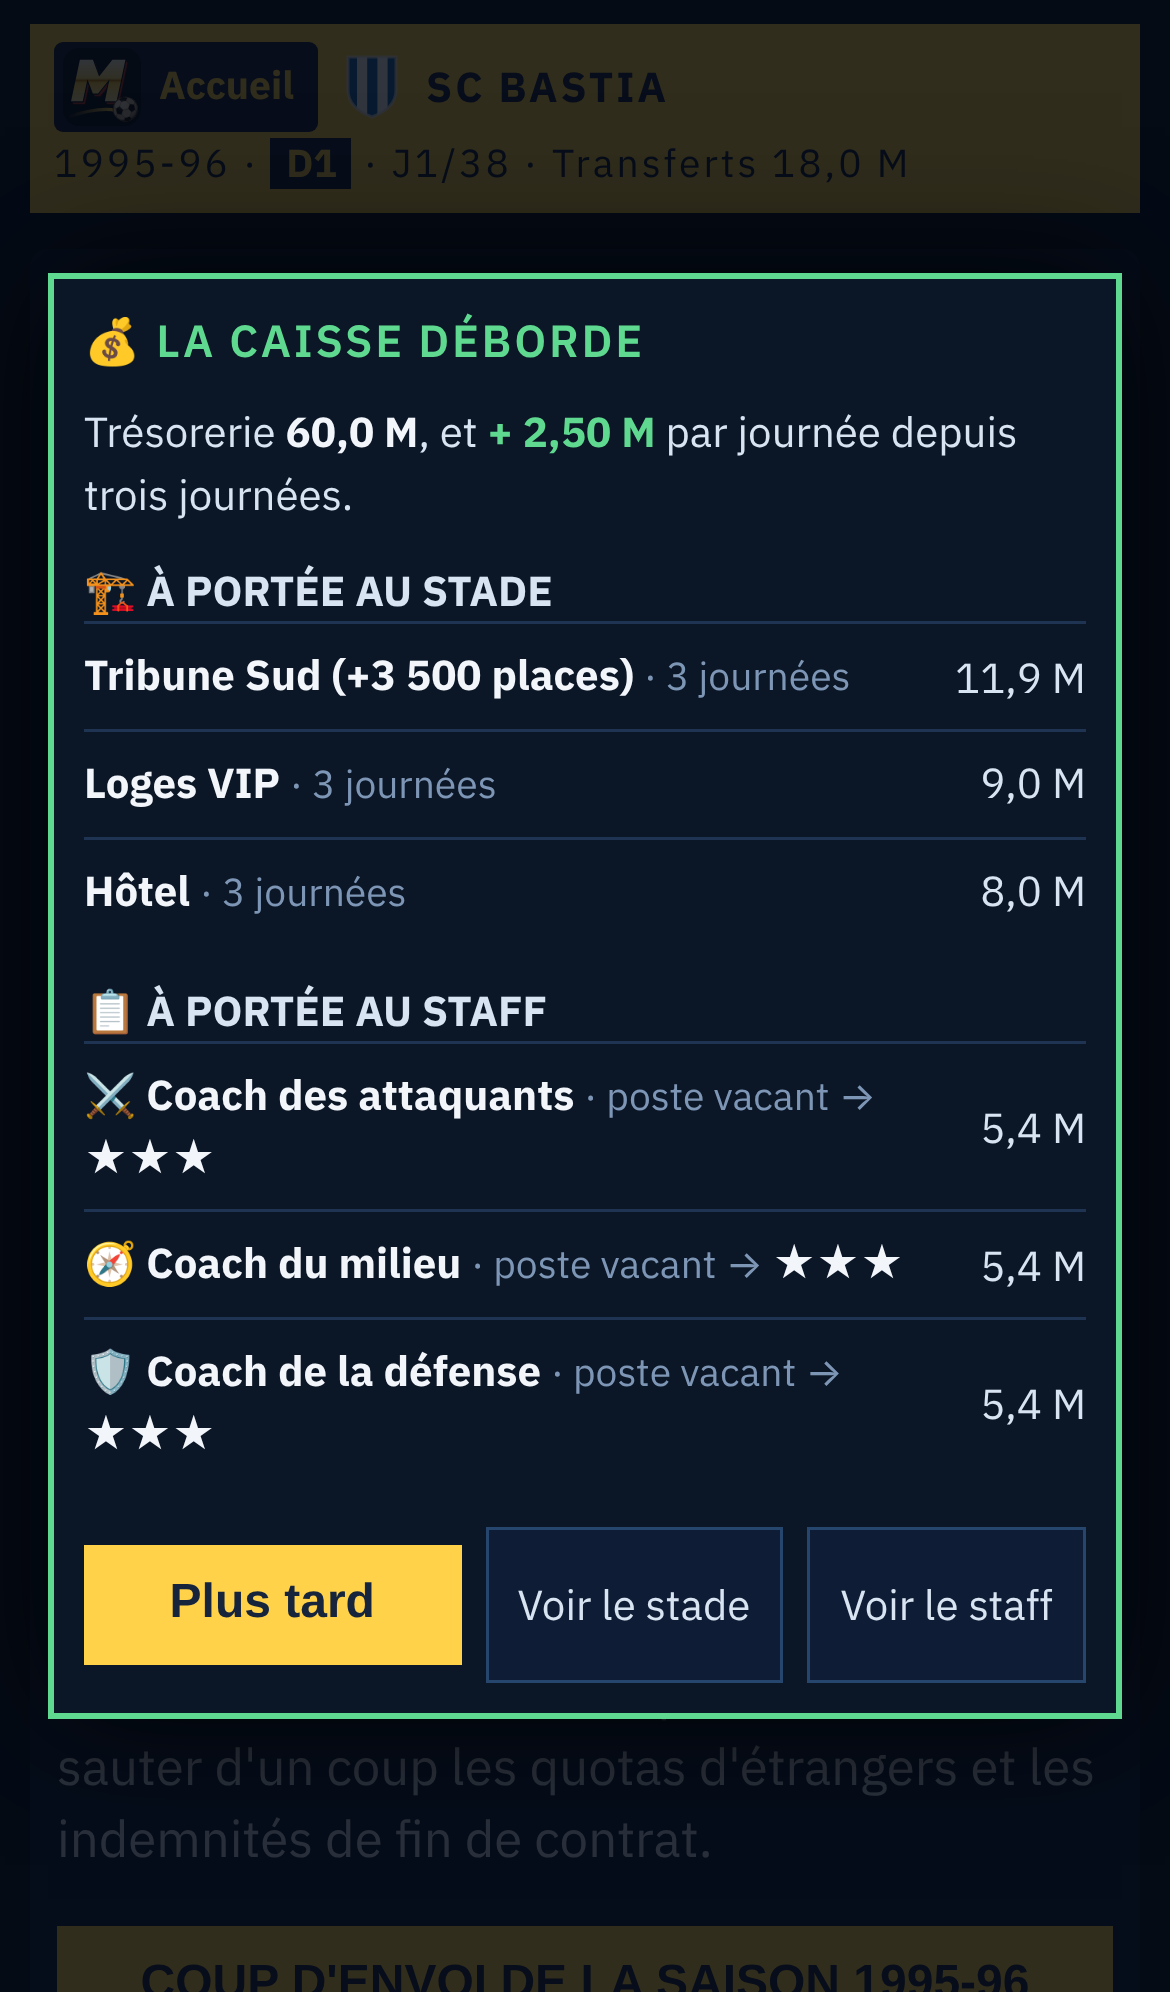 M Accueil SC BASTIA
1995-96 · D1 · J1/38 · Transferts 18,0 M
💰 LA CAISSE DÉBORDE
Trésorerie 60,0 M, et + 2,50 M par journée depuis
trois journées.
🏗️ À PORTÉE AU STADE
Tribune Sud (+3 500 places) · 3 journées 11,9 M
Loges VIP · 3 journées 9,0 M
Hôtel · 3 journées 8,0 M
📋 À PORTÉE AU STAFF
⚔️ Coach des attaquants · poste vacant →
★★★ 5,4 M
🧭 Coach du milieu · poste vacant → ★★★ 5,4 M
🛡️ Coach de la défense · poste vacant →
★★★ 5,4 M
Plus tard Voir le stade Voir le staff
sauter d'un coup les quotas d'étrangers et les
indemnités de fin de contrat.
COUP D'ENVOI DE LA SAISON 1995-96